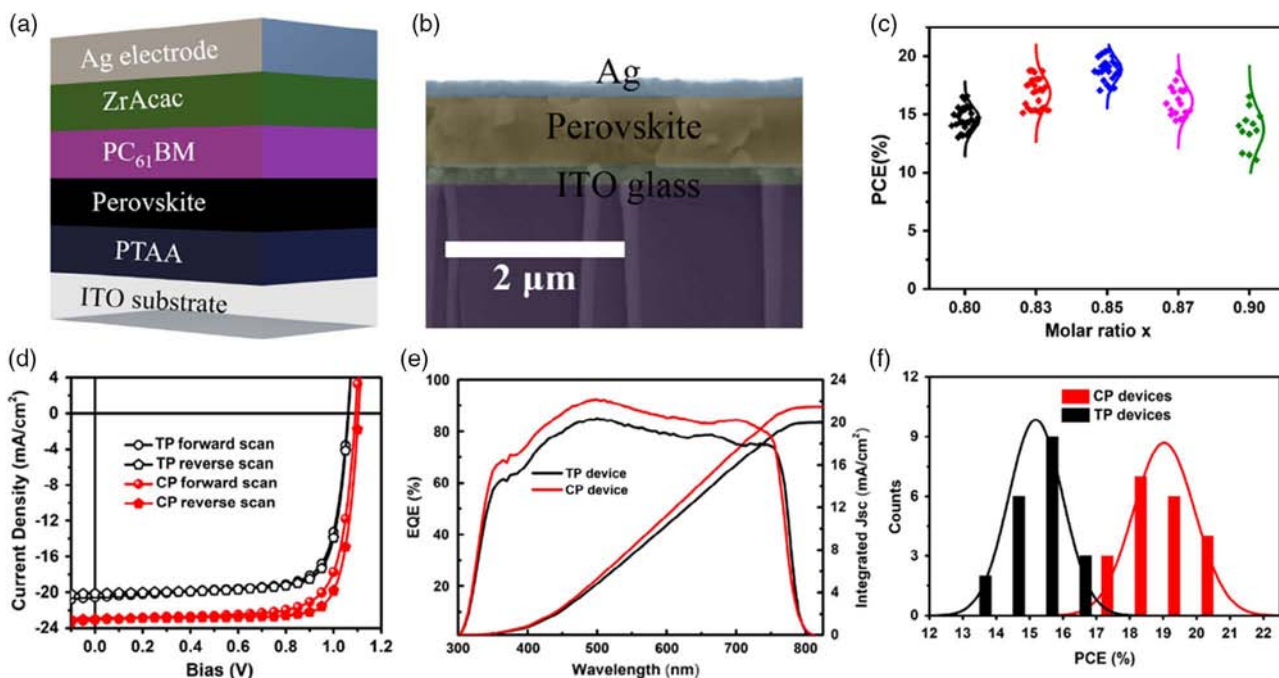 (a)
Ag electrode
ZrAcac
PC₆₁BM
Perovskite
PTAA
ITO substrate
(b)
Ag
Perovskite
ITO glass
2 μm
(c)
20
15
10
5
0
PCE(%)
0.80 0.83 0.85 0.87 0.90
Molar ratio x
(d)
4
0
-4
-8
-12
-16
-20
-24
Current Density (mA/cm²)
TP forward scan
TP reverse scan
CP forward scan
CP reverse scan
0.0 0.2 0.4 0.6 0.8 1.0 1.2
Bias (V)
(e)
100
80
60
40
20
EQE (%)
TP device
CP device
24
20
16
12
8
4
0
Integrated Jsc (mA/cm²)
300 400 500 600 700 800
Wavelength (nm)
(f)
12
9
6
3
0
Counts
CP devices
TP devices
12 13 14 15 16 17 18 19 20 21 22
PCE (%)